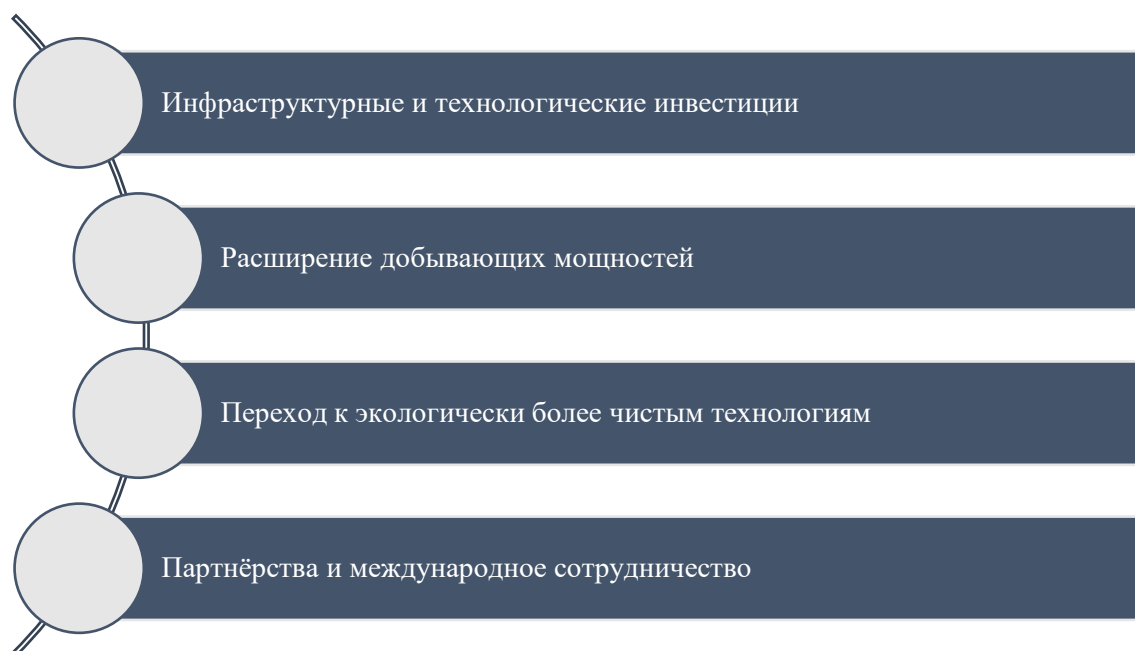 Инфраструктурные и технологические инвестиции
Расширение добывающих мощностей
Переход к экологически более чистым технологиям
Партнёрства и международное сотрудничество